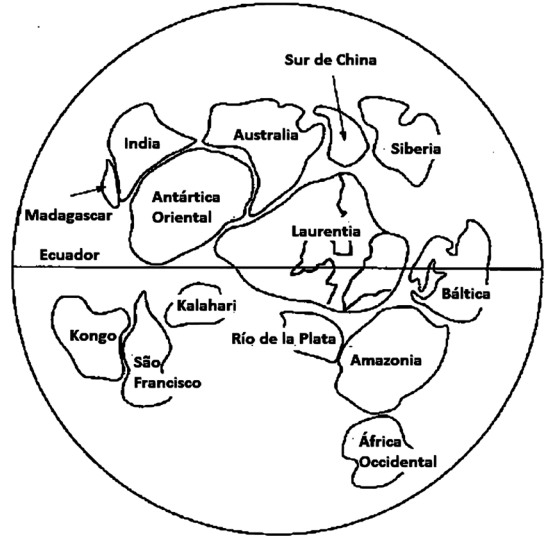 Sur de China
India
Australia
Siberia
Antártica
Oriental
Madagascar
Laurentia
Ecuador
Báltica
Kalahari
Kongo
Río de la Plata
São
Francisco
Amazonia
África
Occidental